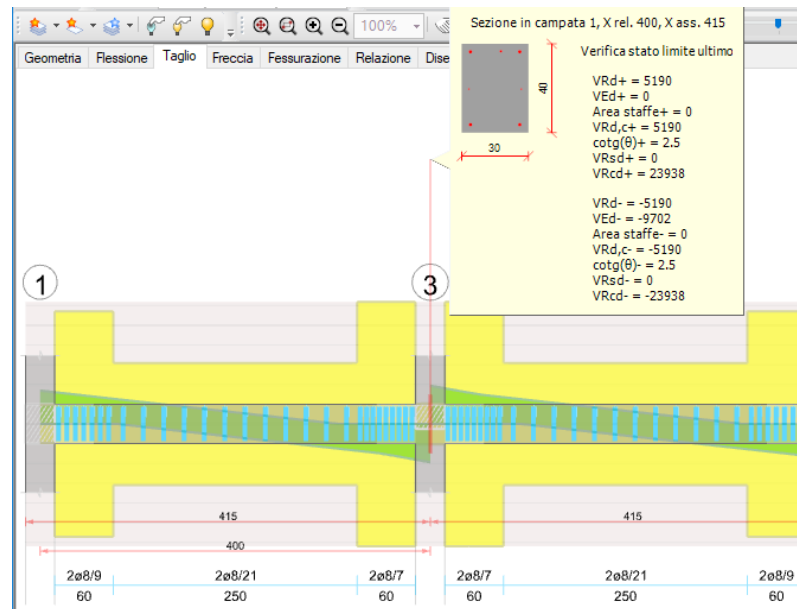 100%
Geometria Flessione Taglio Freccia Fessurazione Relazione Dise
Sezione in campata 1, X rel. 400, X ass. 415
Verifica stato limite ultimo
40
30
VRd+ = 5190
VEd+ = 0
Area staffe+ = 0
VRd,c+ = 5190
cotg(θ)+ = 2.5
VRsd+ = 0
VRcd+ = 23938
VRd- = -5190
VEd- = -9702
Area staffe- = 0
VRd,c- = -5190
cotg(θ)- = 2.5
VRsd- = 0
VRcd- = -23938
1 3
415 415
400
2ø8/9 2ø8/21 2ø8/7 2ø8/7 2ø8/21 2ø8/9
60 250 60 60 250 60